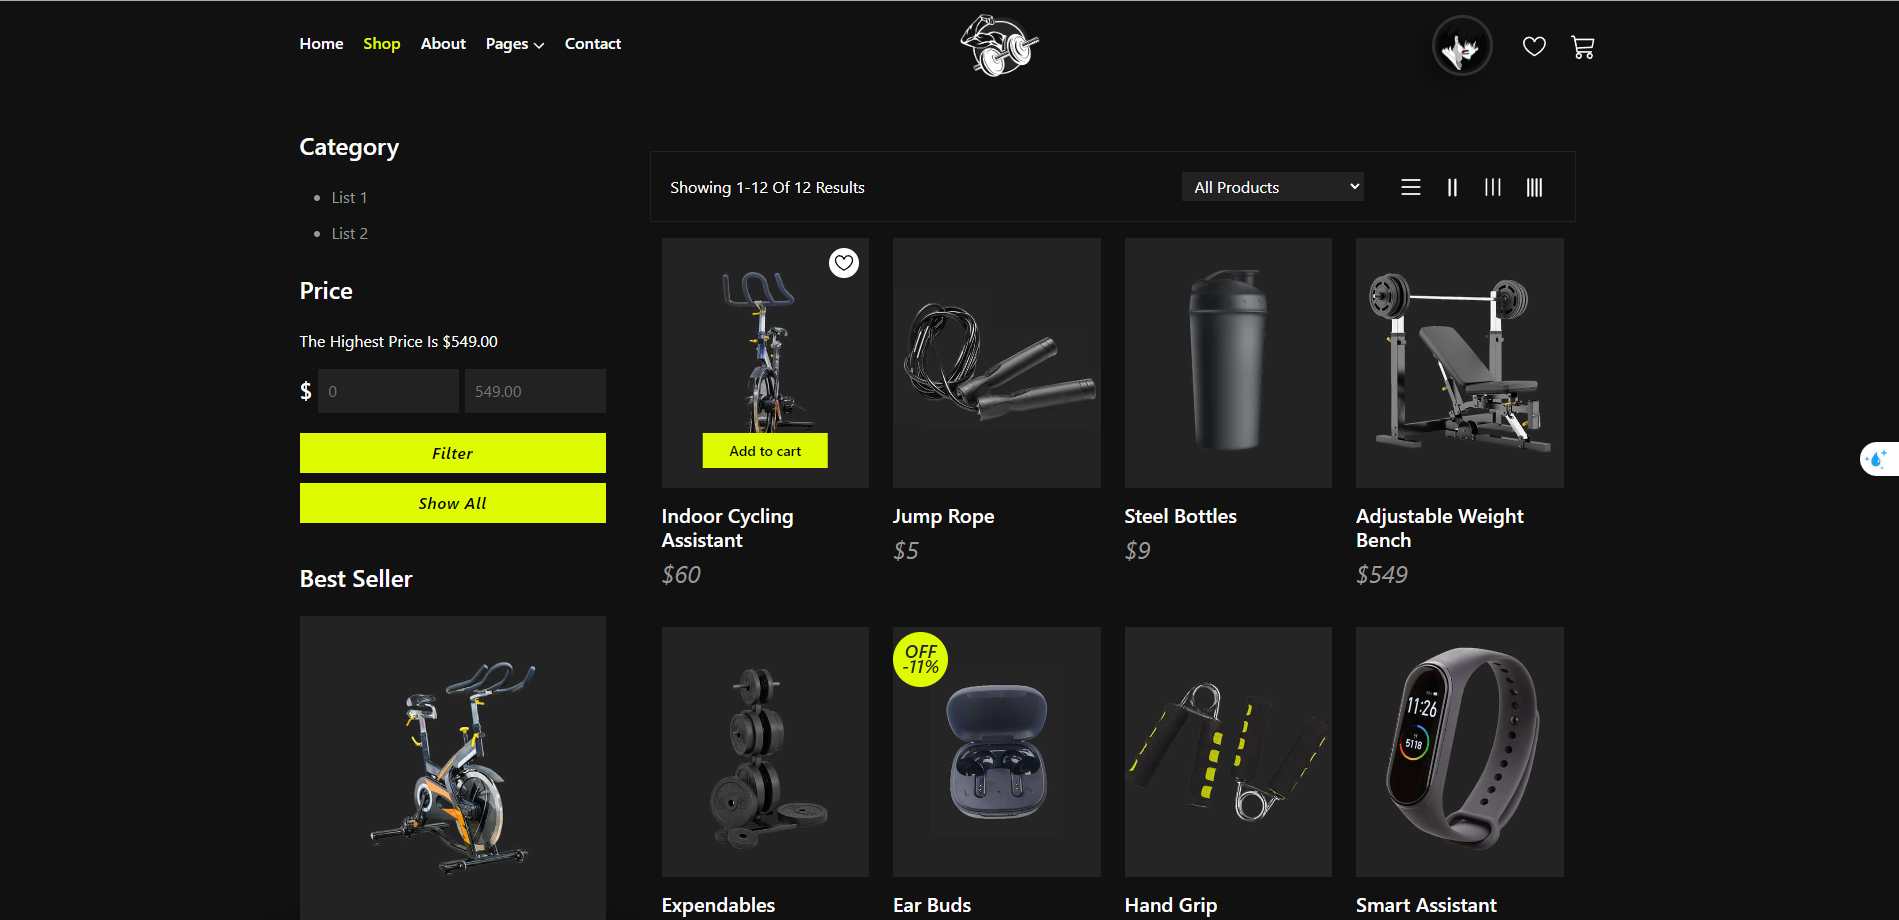 Home Shop About Pages Contact
Category
List 1
List 2
Price
The Highest Price Is $549.00
$ 0 549.00
Filter
Show All
Best Seller
Showing 1-12 Of 12 Results
All Products
Add to cart
Indoor Cycling
Assistant
$60
Jump Rope
$5
Steel Bottles
$9
Adjustable Weight
Bench
$549
OFF
-11%
11:26
5118
Expendables
Ear Buds
Hand Grip
Smart Assistant